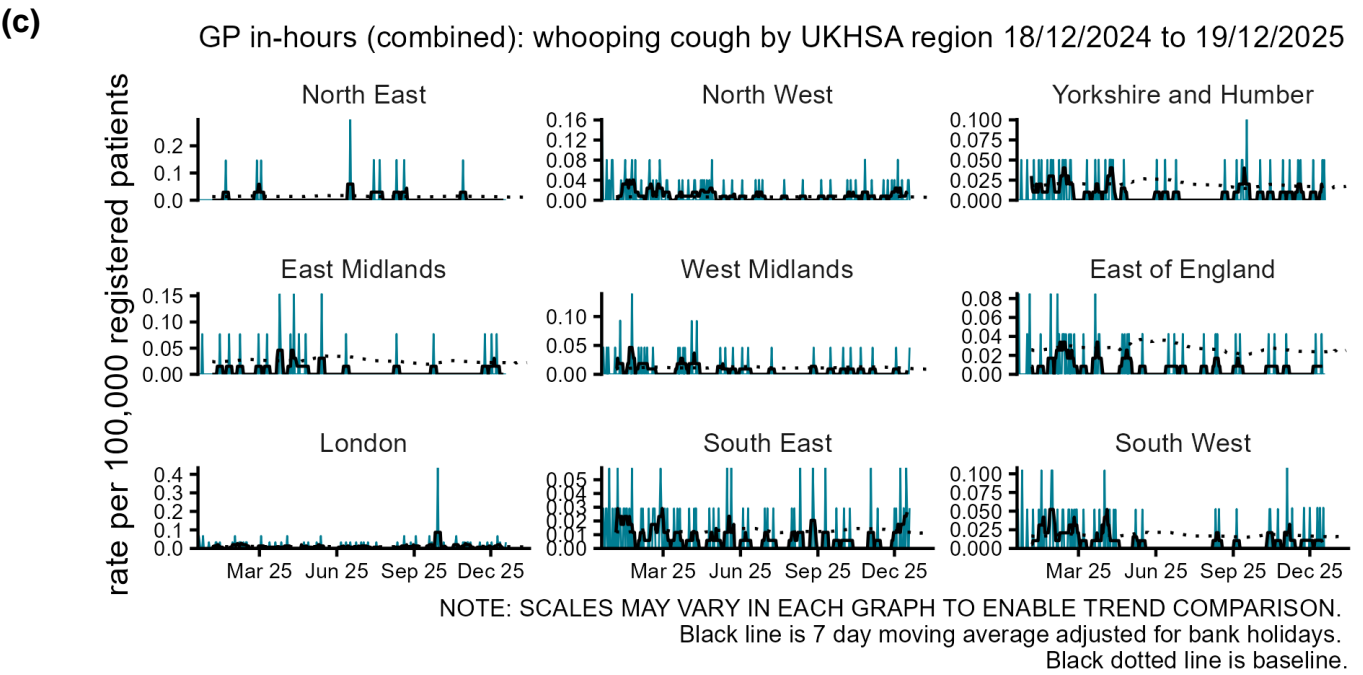 (c)
GP in-hours (combined): whooping cough by UKHSA region 18/12/2024 to 19/12/2025
rate per 100,000 registered patients
North East
0.2
0.1
0.0
North West
0.16
0.12
0.08
0.04
0.00
Yorkshire and Humber
0.100
0.075
0.050
0.025
0.000
East Midlands
0.15
0.10
0.05
0.00
West Midlands
0.10
0.05
0.00
East of England
0.08
0.06
0.04
0.02
0.00
London
0.4
0.3
0.2
0.1
0.0
South East
0.05
0.04
0.03
0.02
0.01
0.00
South West
0.100
0.075
0.050
0.025
0.000
Mar 25 Jun 25 Sep 25 Dec 25
Mar 25 Jun 25 Sep 25 Dec 25
Mar 25 Jun 25 Sep 25 Dec 25
NOTE: SCALES MAY VARY IN EACH GRAPH TO ENABLE TREND COMPARISON.
Black line is 7 day moving average adjusted for bank holidays.
Black dotted line is baseline.